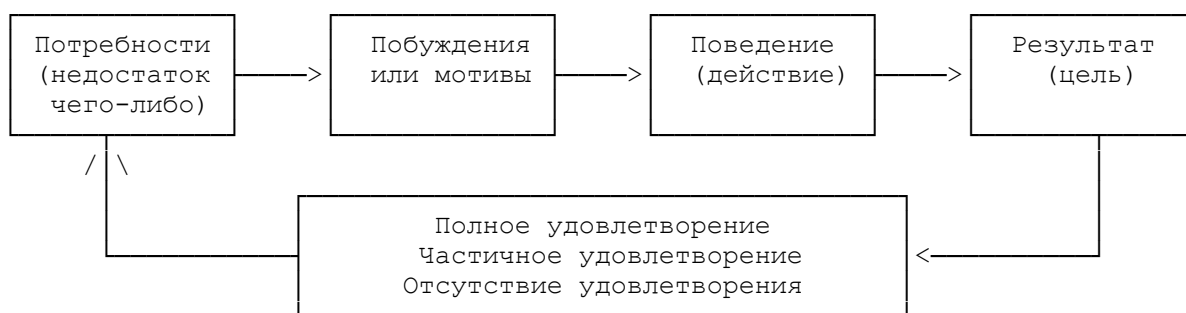 Потребности
(недостаток
чего-либо)
Побуждения
или мотивы
Поведение
(действие)
Результат
(цель)
Полное удовлетворение
Частичное удовлетворение
Отсутствие удовлетворения